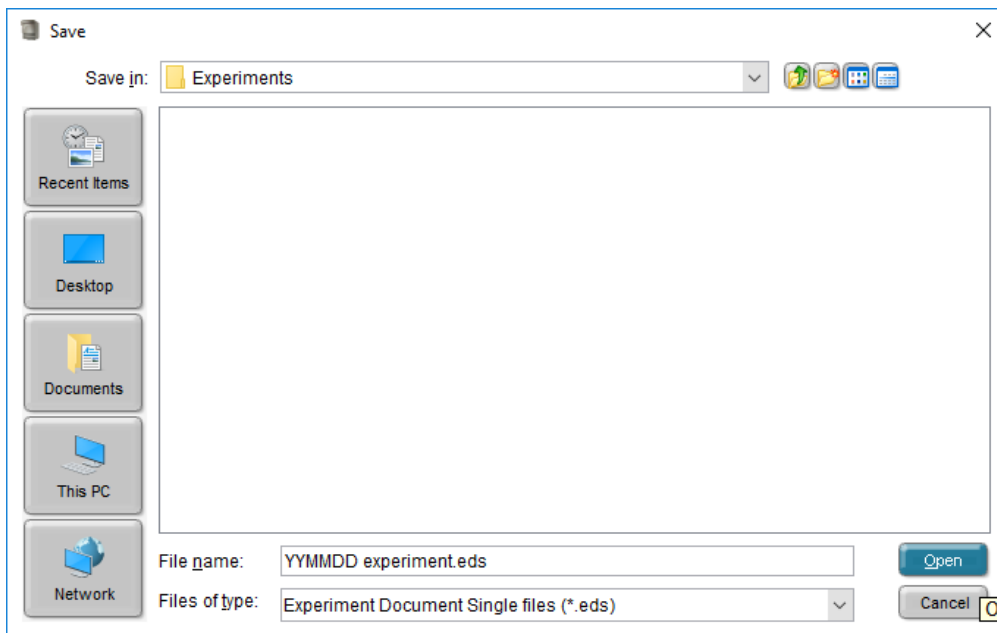 Save
Save in: Experiments
Recent Items
Desktop
Documents
This PC
Network
File name: YYMMDD experiment.eds
Open
Files of type: Experiment Document Single files (*.eds)
Cancel